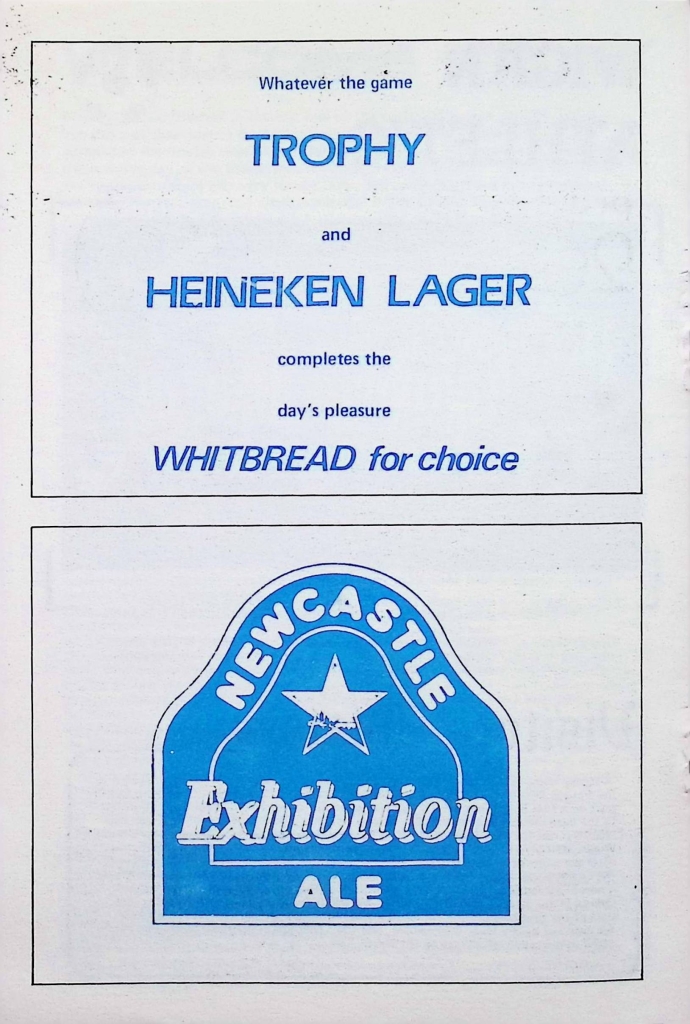 Whatever the game
TROPHY
and
HEINEKEN LAGER
completes the
day's pleasure
WHITBREAD for choice
NEWCASTLE
Exhibition
ALE